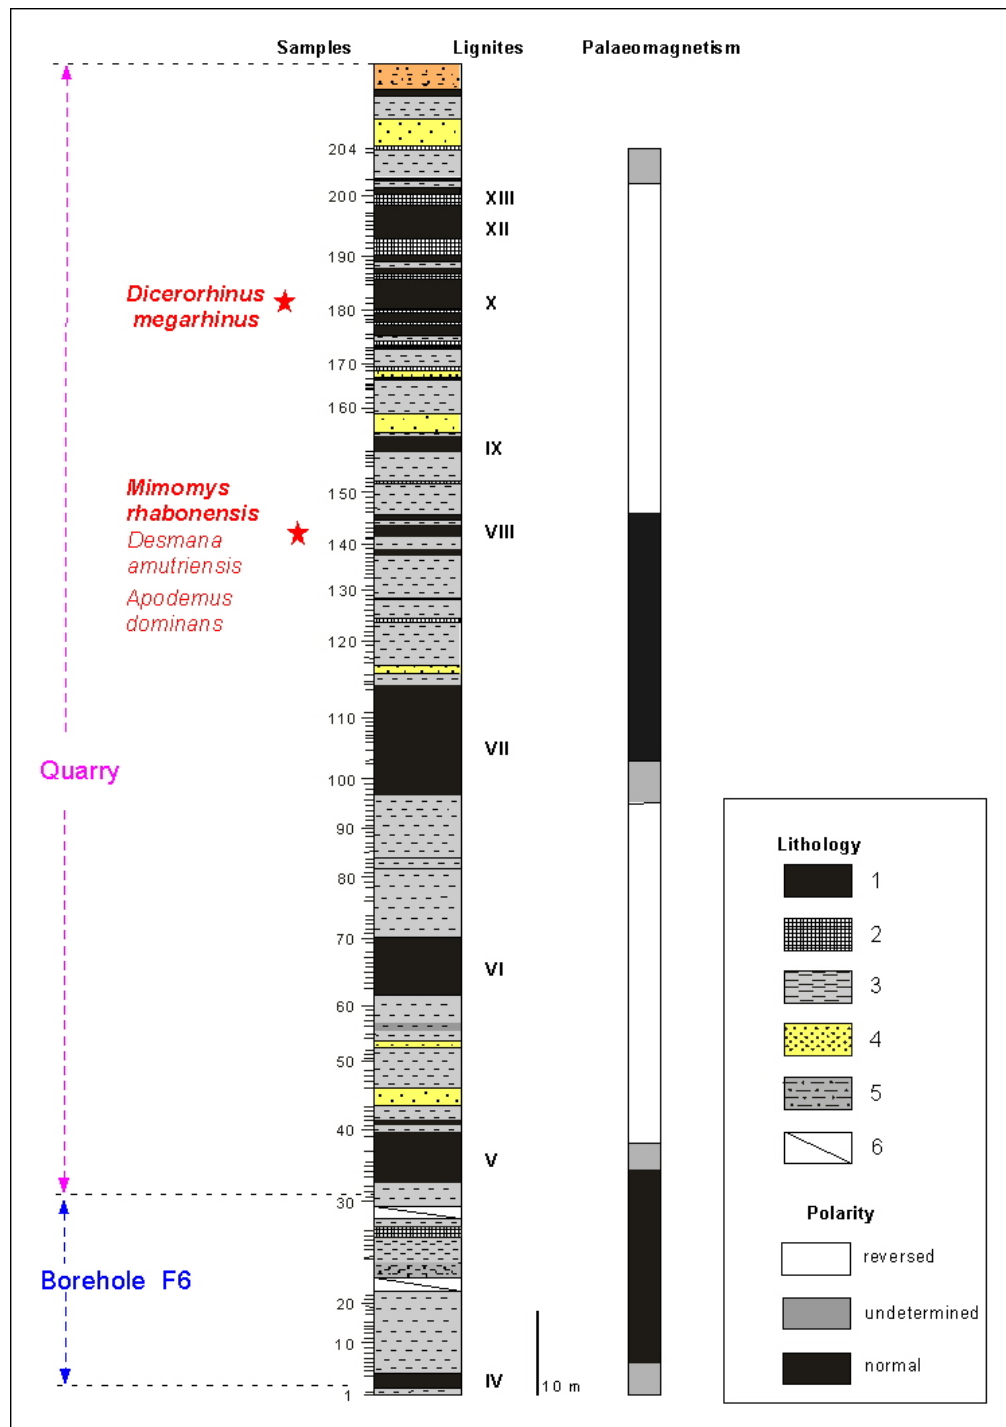 Samples Lignites Palaeomagnetism
204
200
XIII
XII
190
Dicerorhinus
megarhinus
180
X
170
160
IX
Mimomys
rhabonensis
150
VIII
Desmana
amutriensis
140
Apodemus
dominans
130
120
110
VII
Quarry
100
90
80
70
VI
60
50
40
V
30
Borehole F6
20
10
IV
1
10 m
Lithology
1
2
3
4
5
6
Polarity
reversed
undetermined
normal